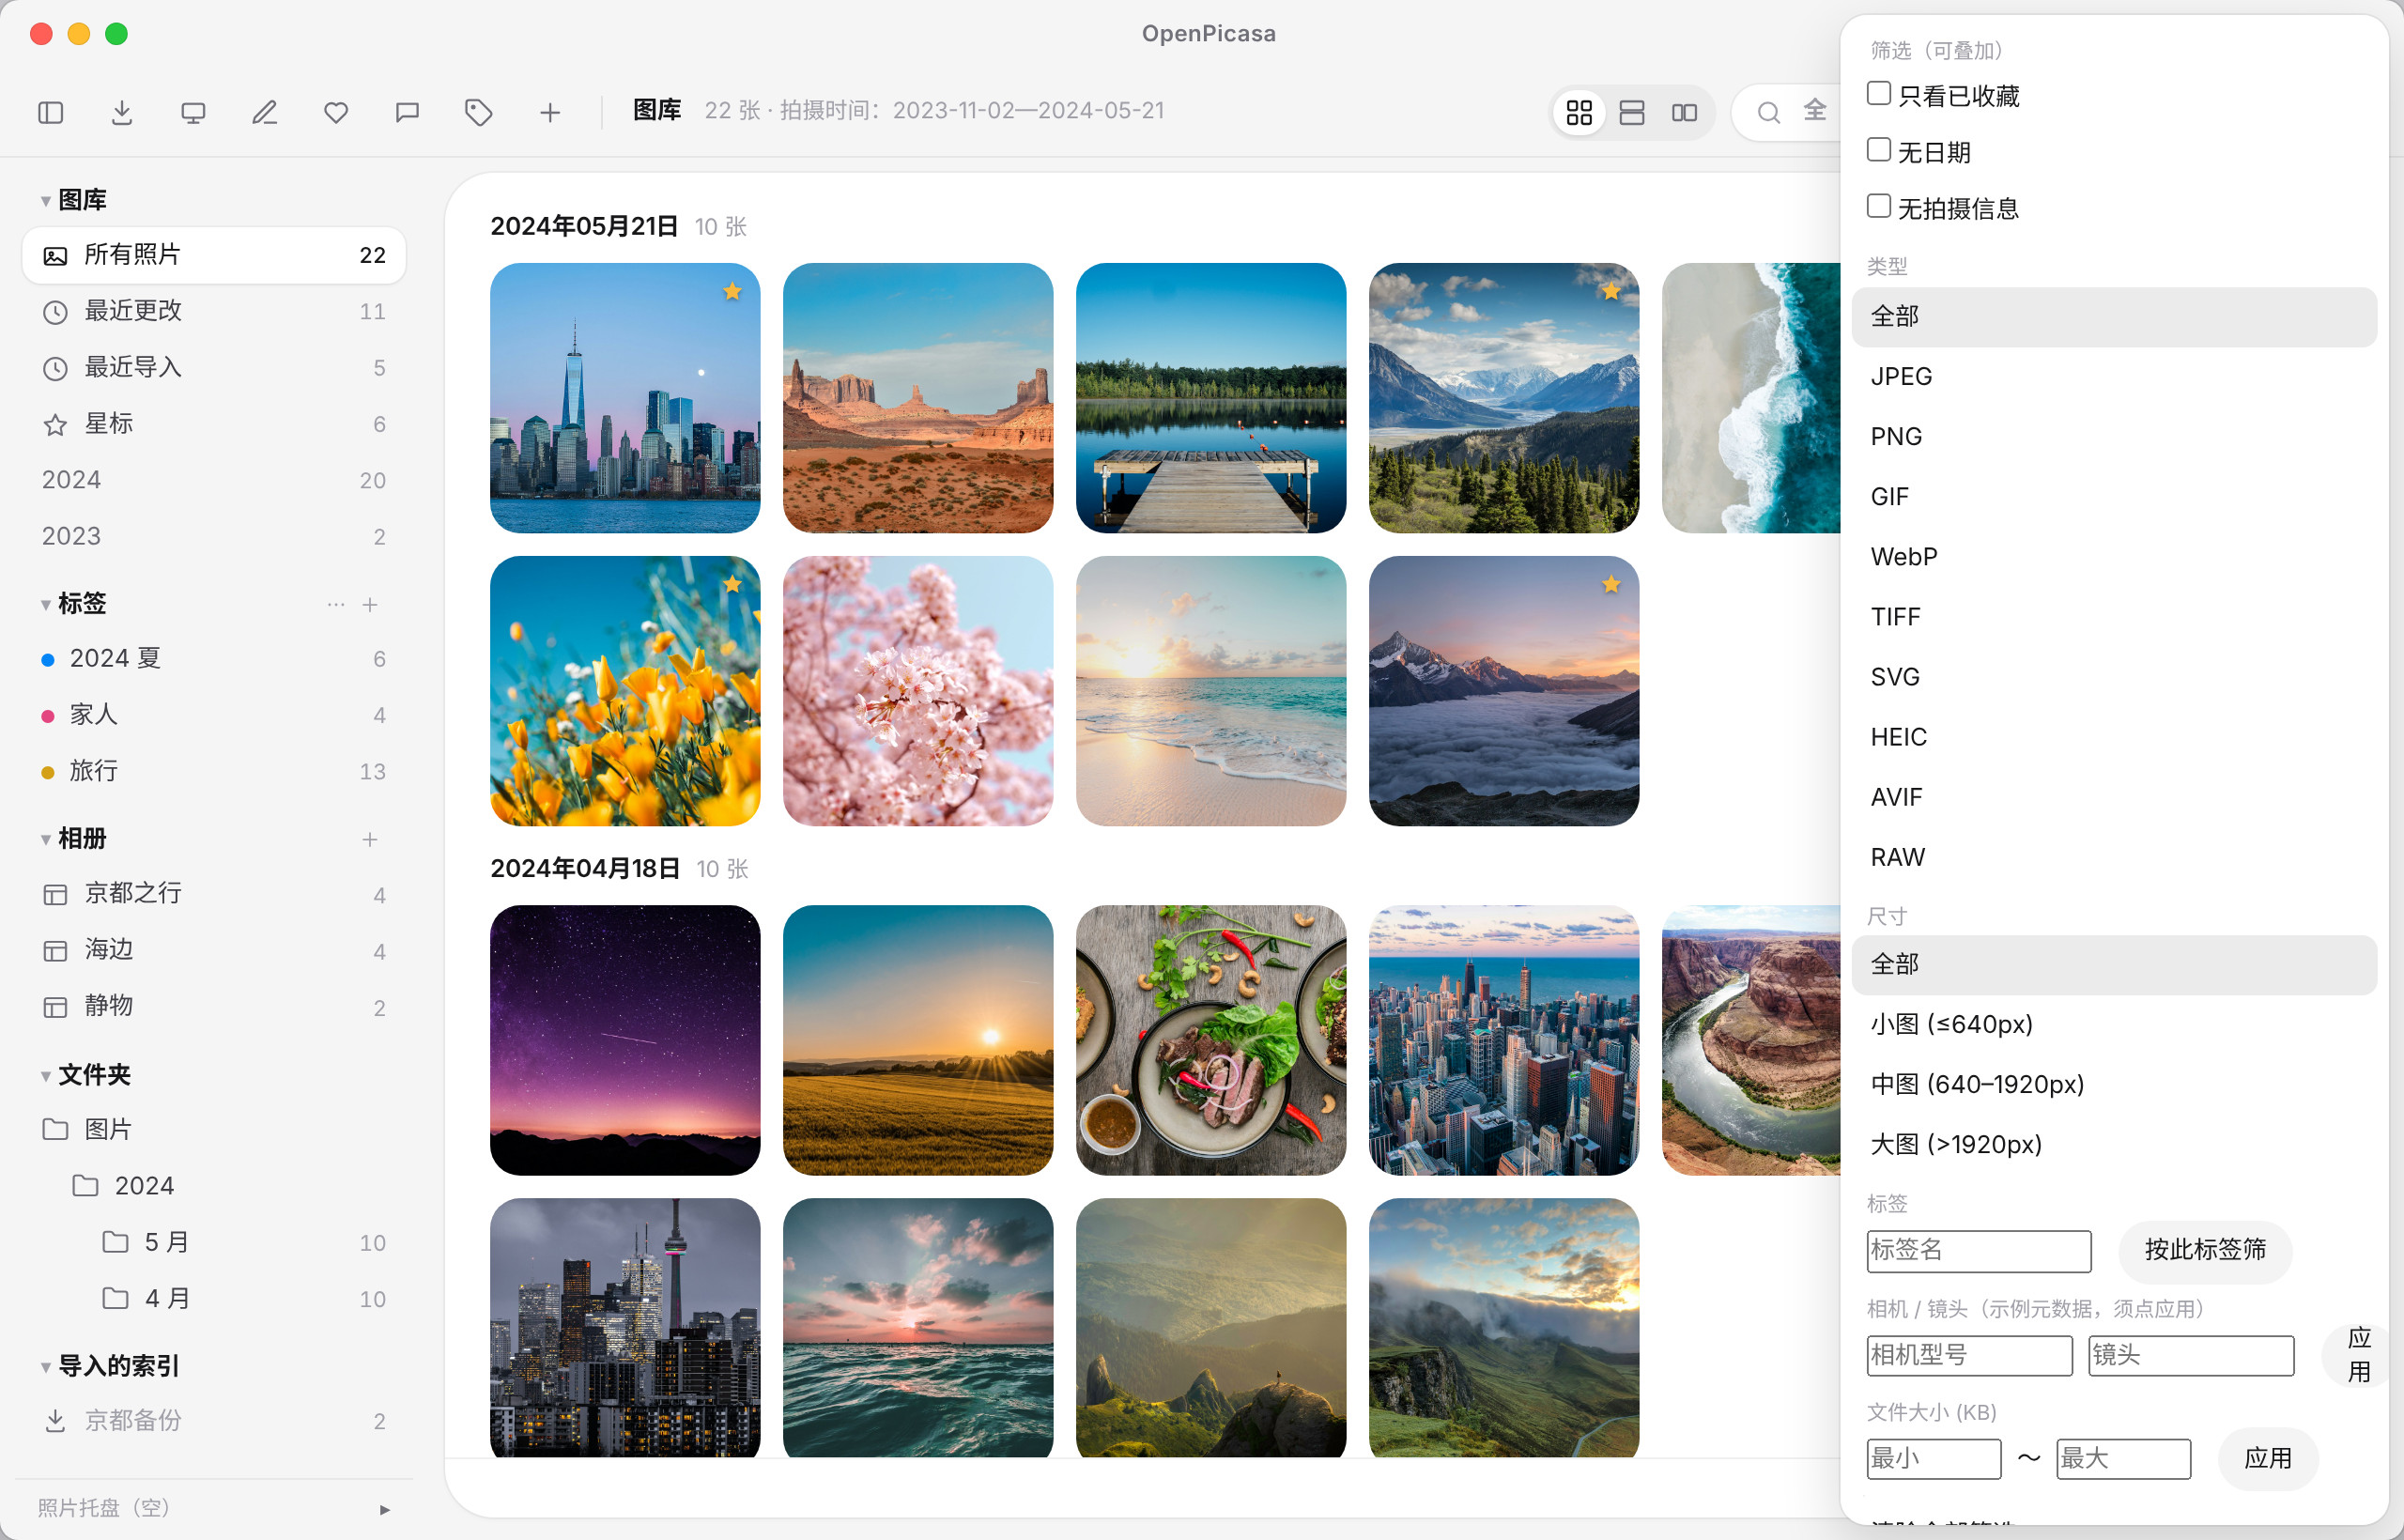 OpenPicasa
图库
22 张 · 拍摄时间：2023-11-02—2024-05-21
全
图库
所有照片 22
最近更改 11
最近导入 5
星标 6
2024 20
2023 2
标签
2024 夏 6
家人 4
旅行 13
相册
京都之行 4
海边 4
静物 2
文件夹
图片
2024
5 月 10
4 月 10
导入的索引
京都备份 2
照片托盘（空）
2024年05月21日 10 张
2024年04月18日 10 张
筛选（可叠加）
只看已收藏
无日期
无拍摄信息
类型
全部
JPEG
PNG
GIF
WebP
TIFF
SVG
HEIC
AVIF
RAW
尺寸
全部
小图 (≤640px)
中图 (640–1920px)
大图 (>1920px)
标签
标签名 按此标签筛
相机 / 镜头（示例元数据，须点应用）
相机型号 镜头 应用
文件大小 (KB)
最小 ～ 最大 应用